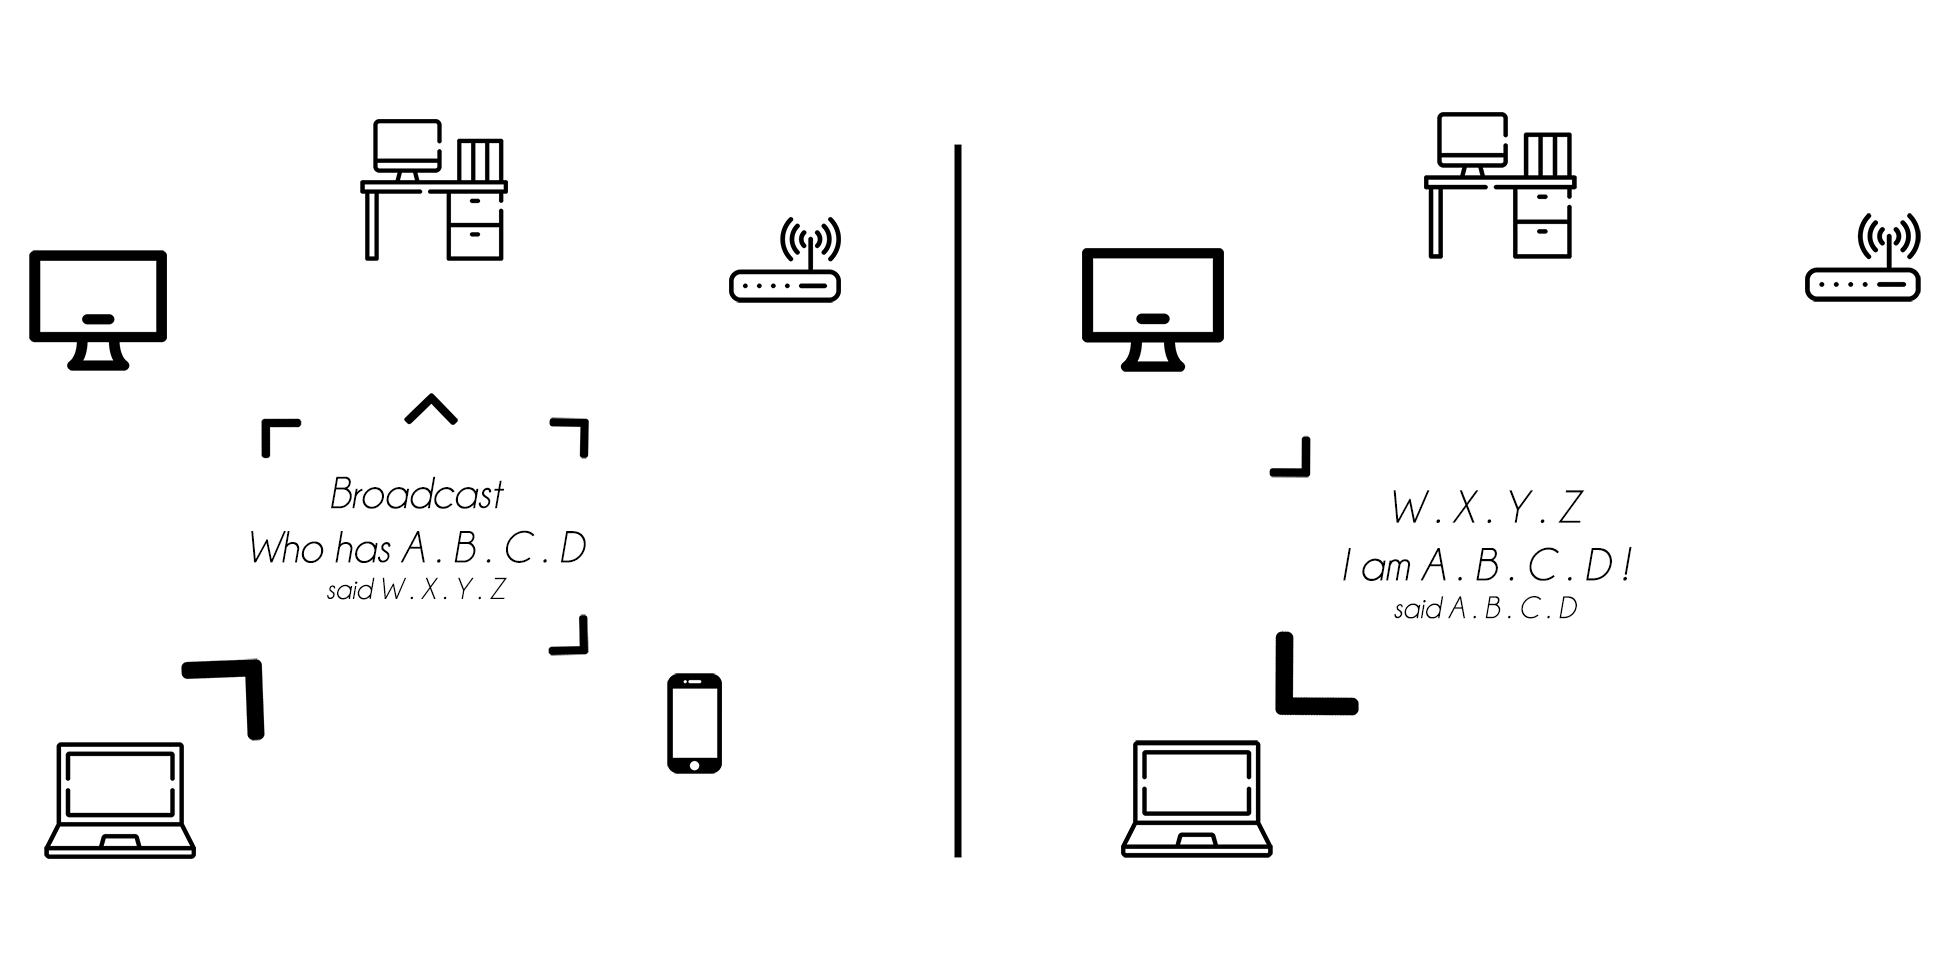 Broadcast
Who has A . B . C . D
said W . X . Y . Z
W . X . Y . Z
I am A . B . C . D !
said A . B . C . D